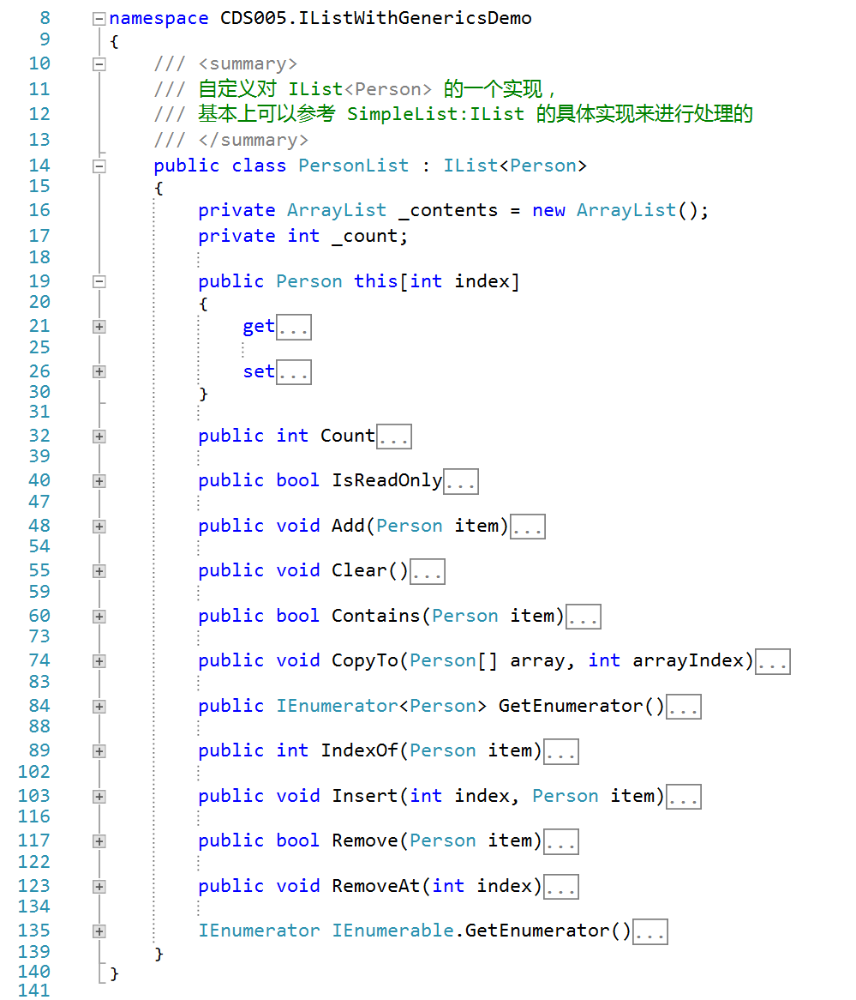 8 namespace CDS005.IListWithGenericsDemo
9 {
10 /// <summary>
11 /// 自定义对 IList<Person> 的一个实现，
12 /// 基本上可以参考 SimpleList:IList 的具体实现来进行处理的
13 /// </summary>
14 public class PersonList : IList<Person>
15 {
16 private ArrayList _contents = new ArrayList();
17 private int _count;
18
19 public Person this[int index]
20 {
21 get...
25
26 set...
30 }
31
32 public int Count...
39
40 public bool IsReadOnly...
47
48 public void Add(Person item)...
54
55 public void Clear()...
59
60 public bool Contains(Person item)...
73
74 public void CopyTo(Person[] array, int arrayIndex)...
83
84 public IEnumerator<Person> GetEnumerator()...
88
89 public int IndexOf(Person item)...
102
103 public void Insert(int index, Person item)...
116
117 public bool Remove(Person item)...
122
123 public void RemoveAt(int index)...
134
135 IEnumerator IEnumerable.GetEnumerator()...
139 }
140 }
141